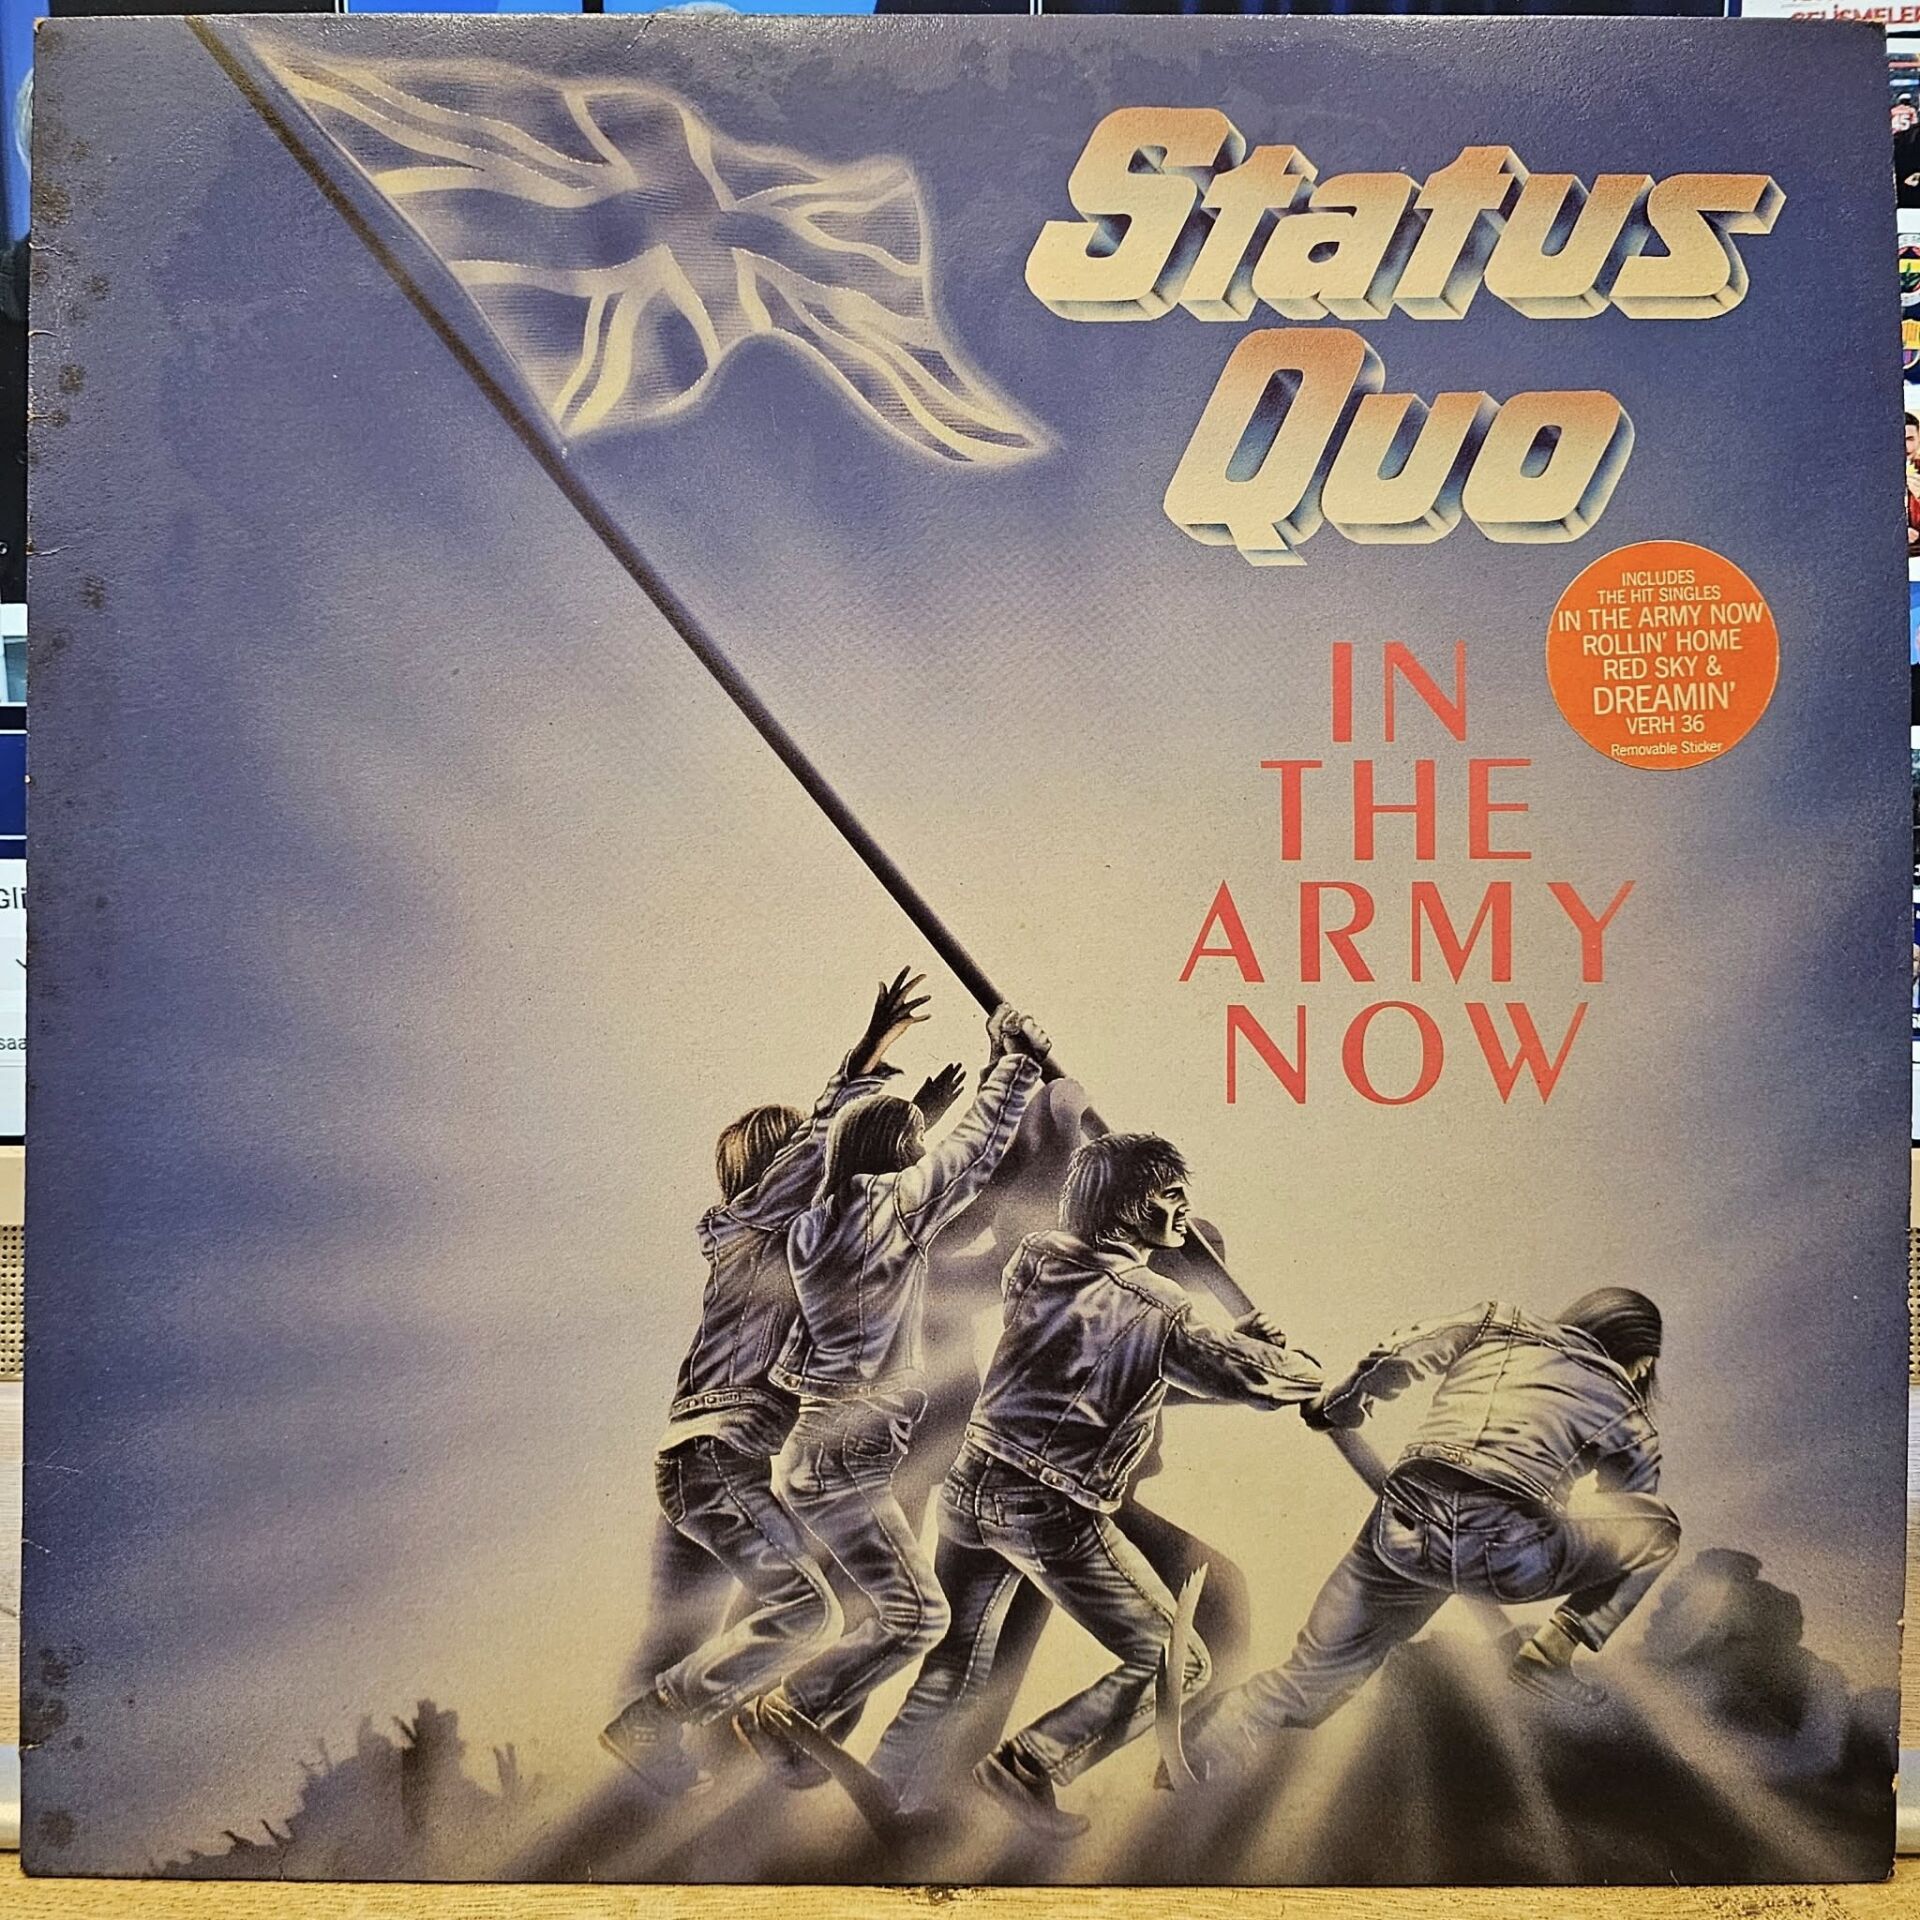 Status
Quo
INCLUDES
THE HIT SINGLES
IN THE ARMY NOW
ROLLIN' HOME
RED SKY &
DREAMIN'
VERH 36
Removable Sticker
IN
THE
ARMY
NOW